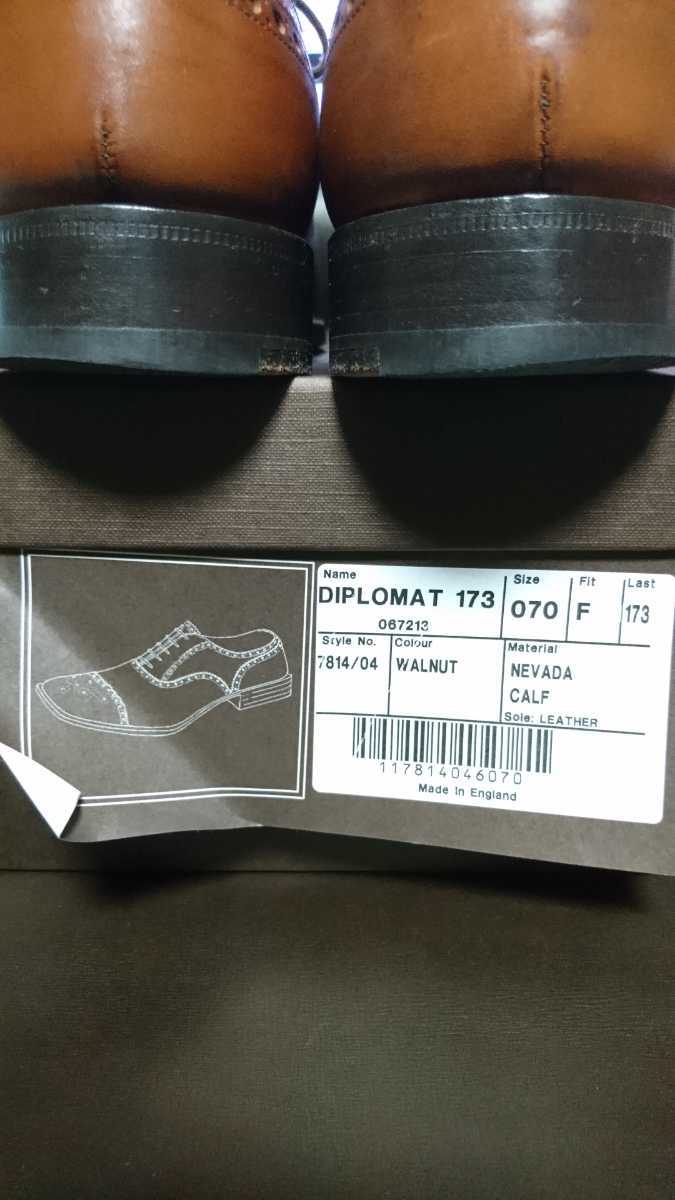 Name
DIPLOMAT 173
067213
Size
070
Fit
F
Last
173
Style No.
7814/04
Colour
WALNUT
Material
NEVADA
CALF
Sole: LEATHER
117814046070
Made In England